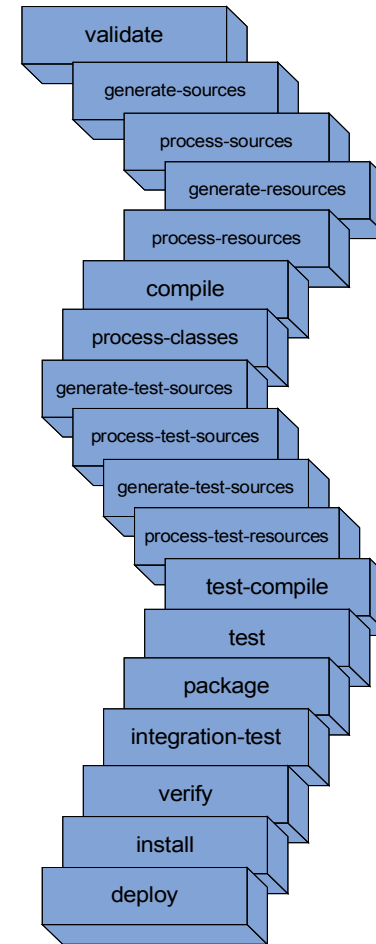 validate
generate-sources
process-sources
generate-resources
process-resources
compile
process-classes
generate-test-sources
process-test-sources
generate-test-sources
process-test-resources
test-compile
test
package
integration-test
verify
install
deploy